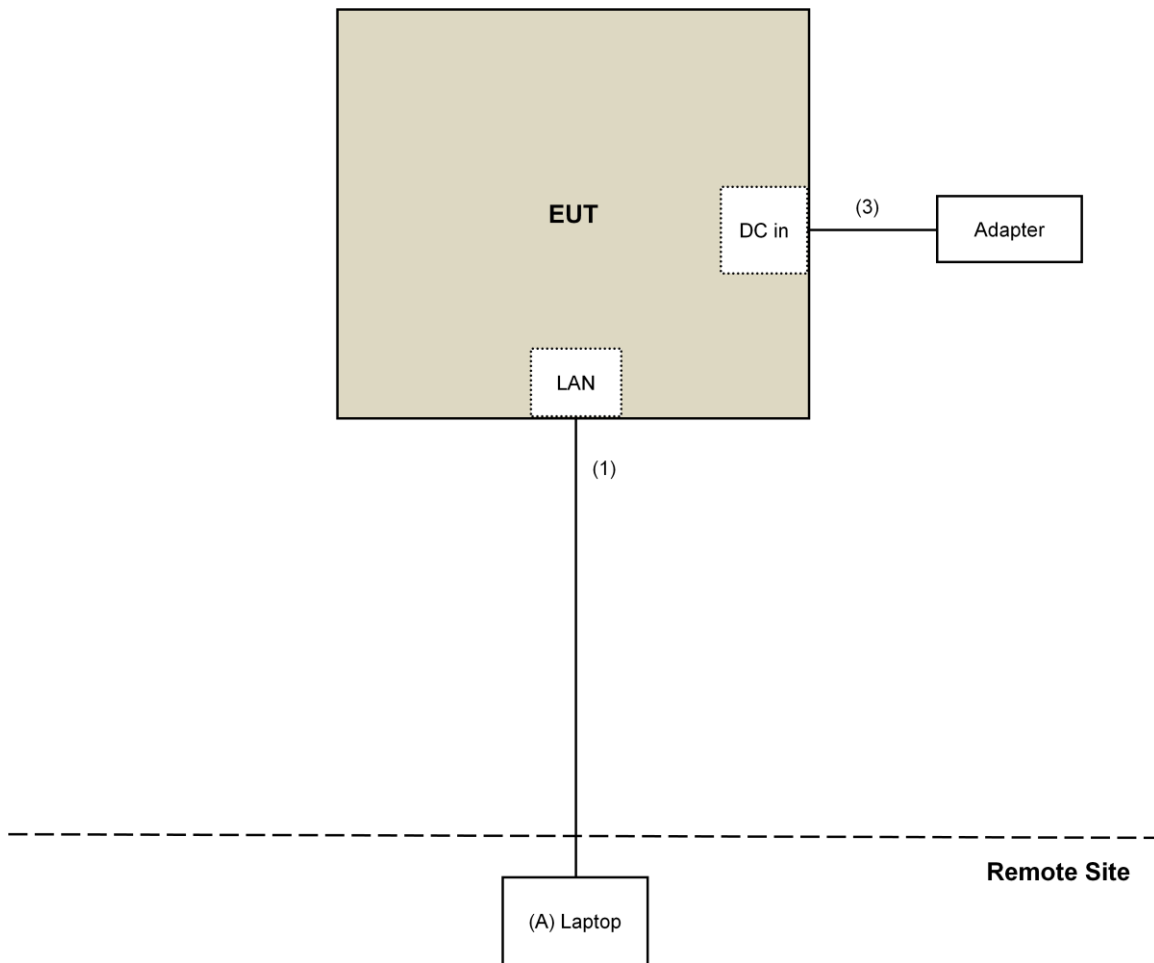 EUT
DC in
(3)
Adapter
LAN
(1)
Remote Site
(A) Laptop